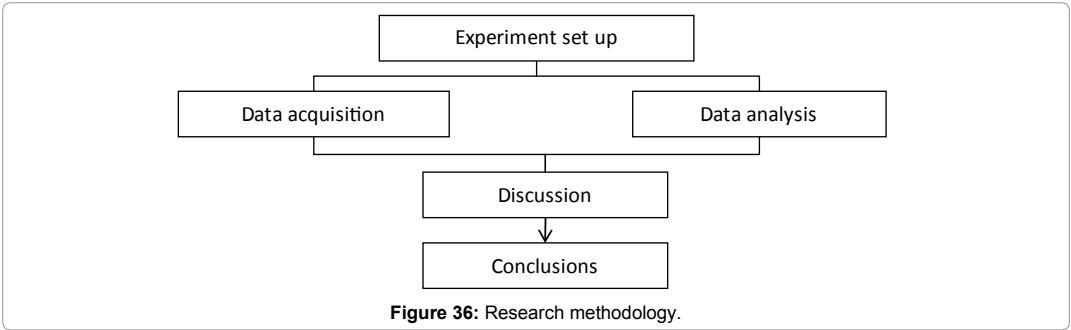 Experiment set up
Data acquisition
Data analysis
Discussion
Conclusions
Figure 36: Research methodology.